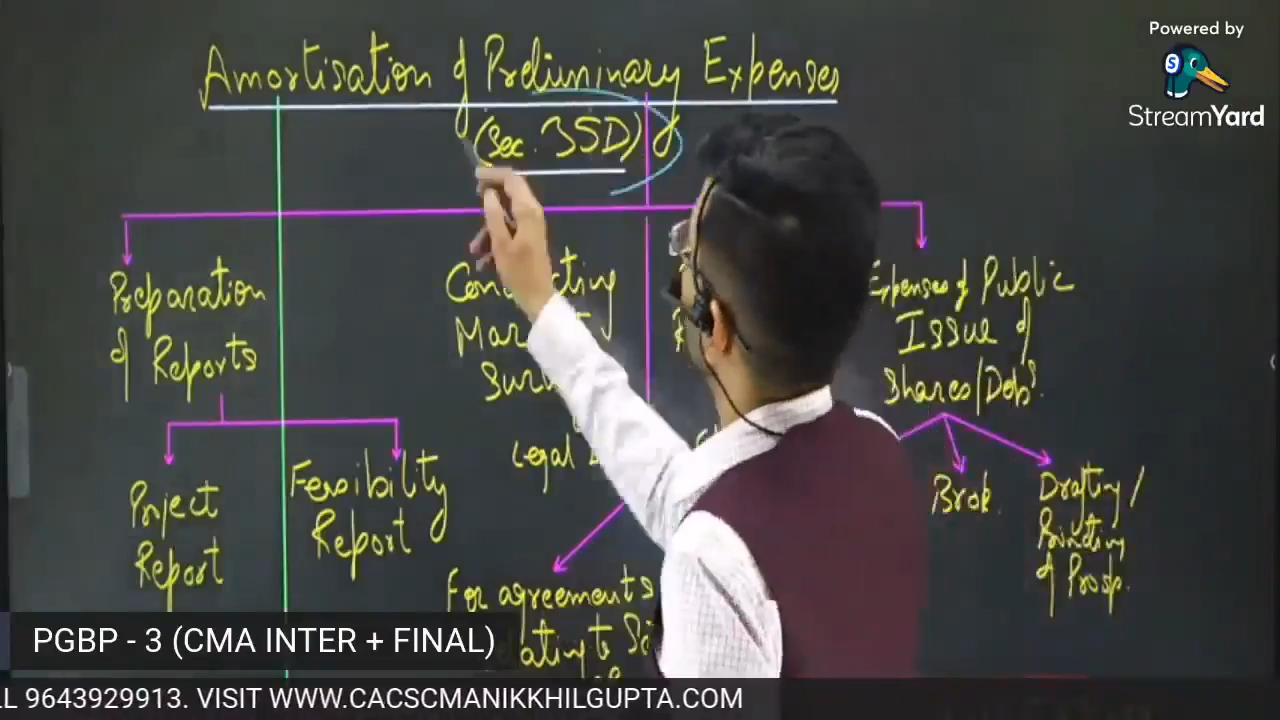 Powered by
StreamYard
Amortisation of Preliminary Expenses
(Sec. 35D)
Preparation
of Reports
Project
Report
Feasibility
Report
Legal
For agreements
Expenses of Public
Issue of
Shares/Debs.
Brok.
Drafting/
Printing
of Prosp.
PGBP - 3 (CMA INTER + FINAL)
9643929913. VISIT WWW.CACSCMANIKKHILGUPTA.COM